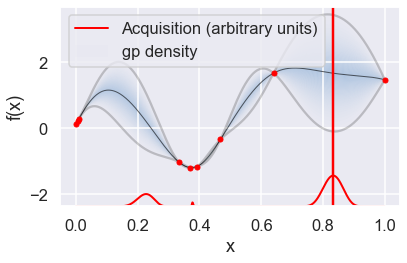 Acquisition (arbitrary units)
gp density
f(x)
2
0
−2
0.0 0.2 0.4 0.6 0.8 1.0
x